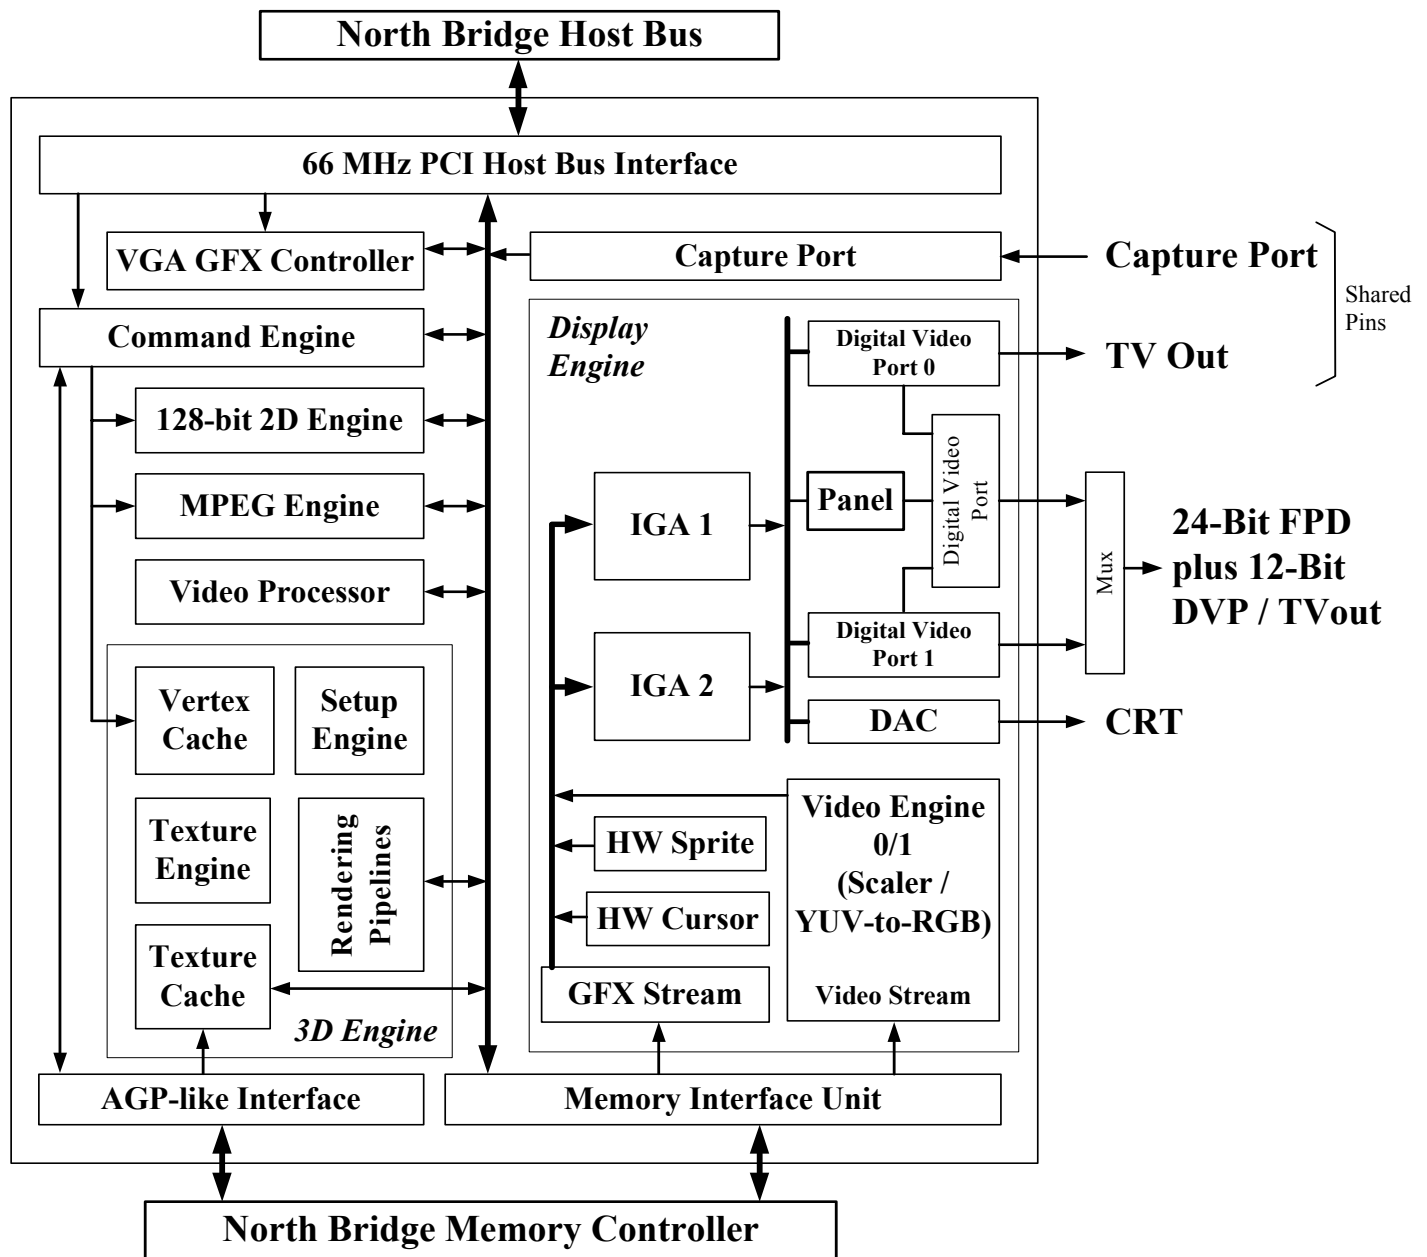 North Bridge Host Bus
66 MHz PCI Host Bus Interface
VGA GFX Controller
Capture Port
Capture Port
Shared
Pins
Command Engine
Display
Engine
Digital Video
Port 0
TV Out
128-bit 2D Engine
MPEG Engine
Video Processor
IGA 1
Panel
Digital Video
Port
Mux
24-Bit FPD
plus 12-Bit
DVP / TVout
IGA 2
Digital Video
Port 1
DAC
CRT
Vertex
Cache
Setup
Engine
Texture
Engine
Rendering
Pipelines
Texture
Cache
3D Engine
HW Sprite
HW Cursor
GFX Stream
Video Engine
0/1
(Scaler /
YUV-to-RGB)
Video Stream
AGP-like Interface
Memory Interface Unit
North Bridge Memory Controller